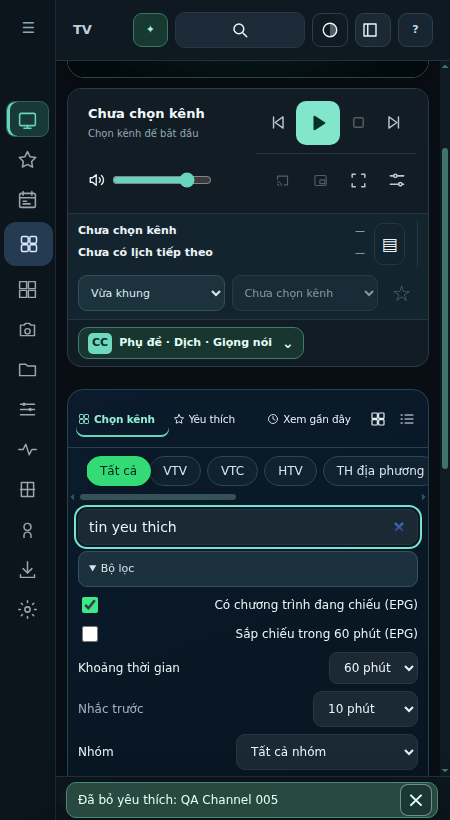 TV
?
Chưa chọn kênh
Chọn kênh để bắt đầu
Chưa chọn kênh —
Chưa có lịch tiếp theo —
Vừa khung Chưa chọn kênh
CC Phụ đề · Dịch · Giọng nói
Chọn kênh Yêu thích Xem gần đây
Tất cả VTV VTC HTV TH địa phương
tin yeu thich
Bộ lọc
Có chương trình đang chiếu (EPG)
Sắp chiếu trong 60 phút (EPG)
Khoảng thời gian 60 phút
Nhắc trước 10 phút
Nhóm Tất cả nhóm
Đã bỏ yêu thích: QA Channel 005